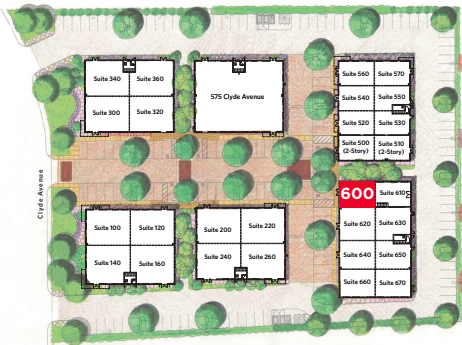 Suite 340
Suite 360
Suite 300
Suite 320
575 Clyde Avenue
Suite 560
Suite 570
Suite 540
Suite 550
Suite 520
Suite 530
Suite 500
(2-Story)
Suite 510
(2-Story)
Clyde Avenue
600
Suite 610
Suite 620
Suite 630
Suite 640
Suite 650
Suite 660
Suite 670
Suite 100
Suite 120
Suite 140
Suite 160
Suite 200
Suite 220
Suite 240
Suite 260